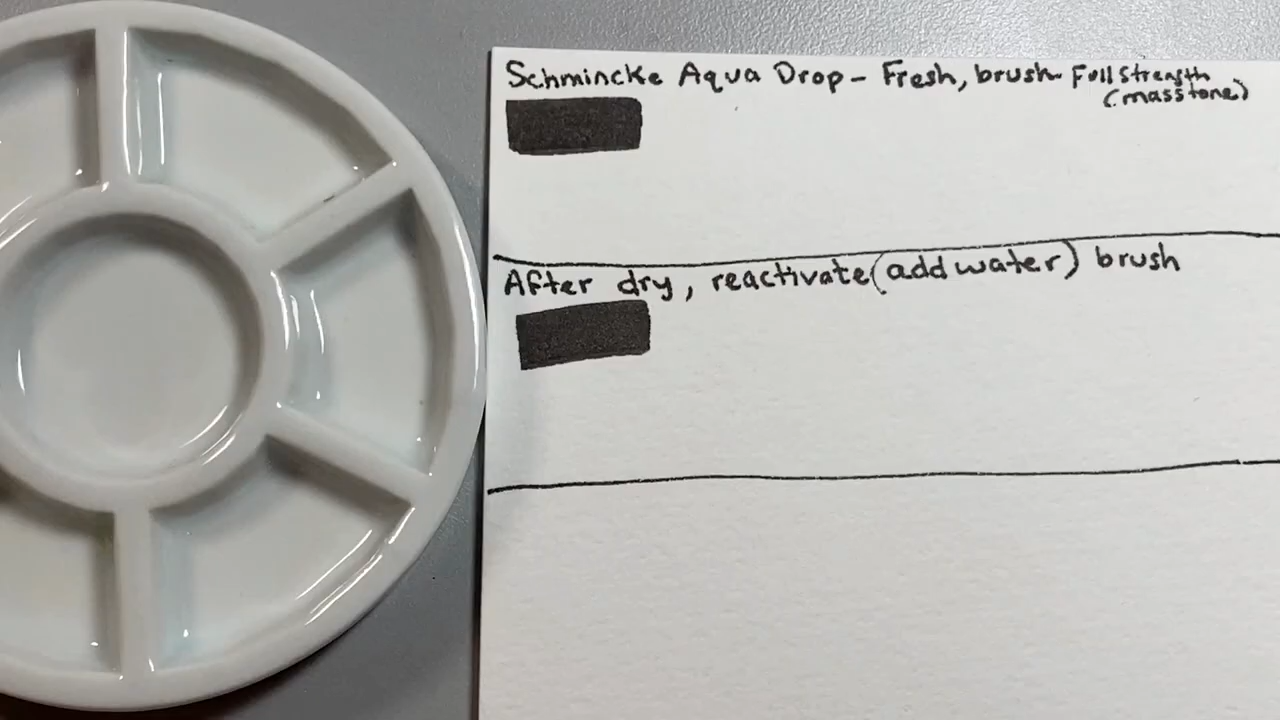 Schmincke Aqua Drop - Fresh, brush Full Strength
(masstone)
After dry, reactivate (add water) brush